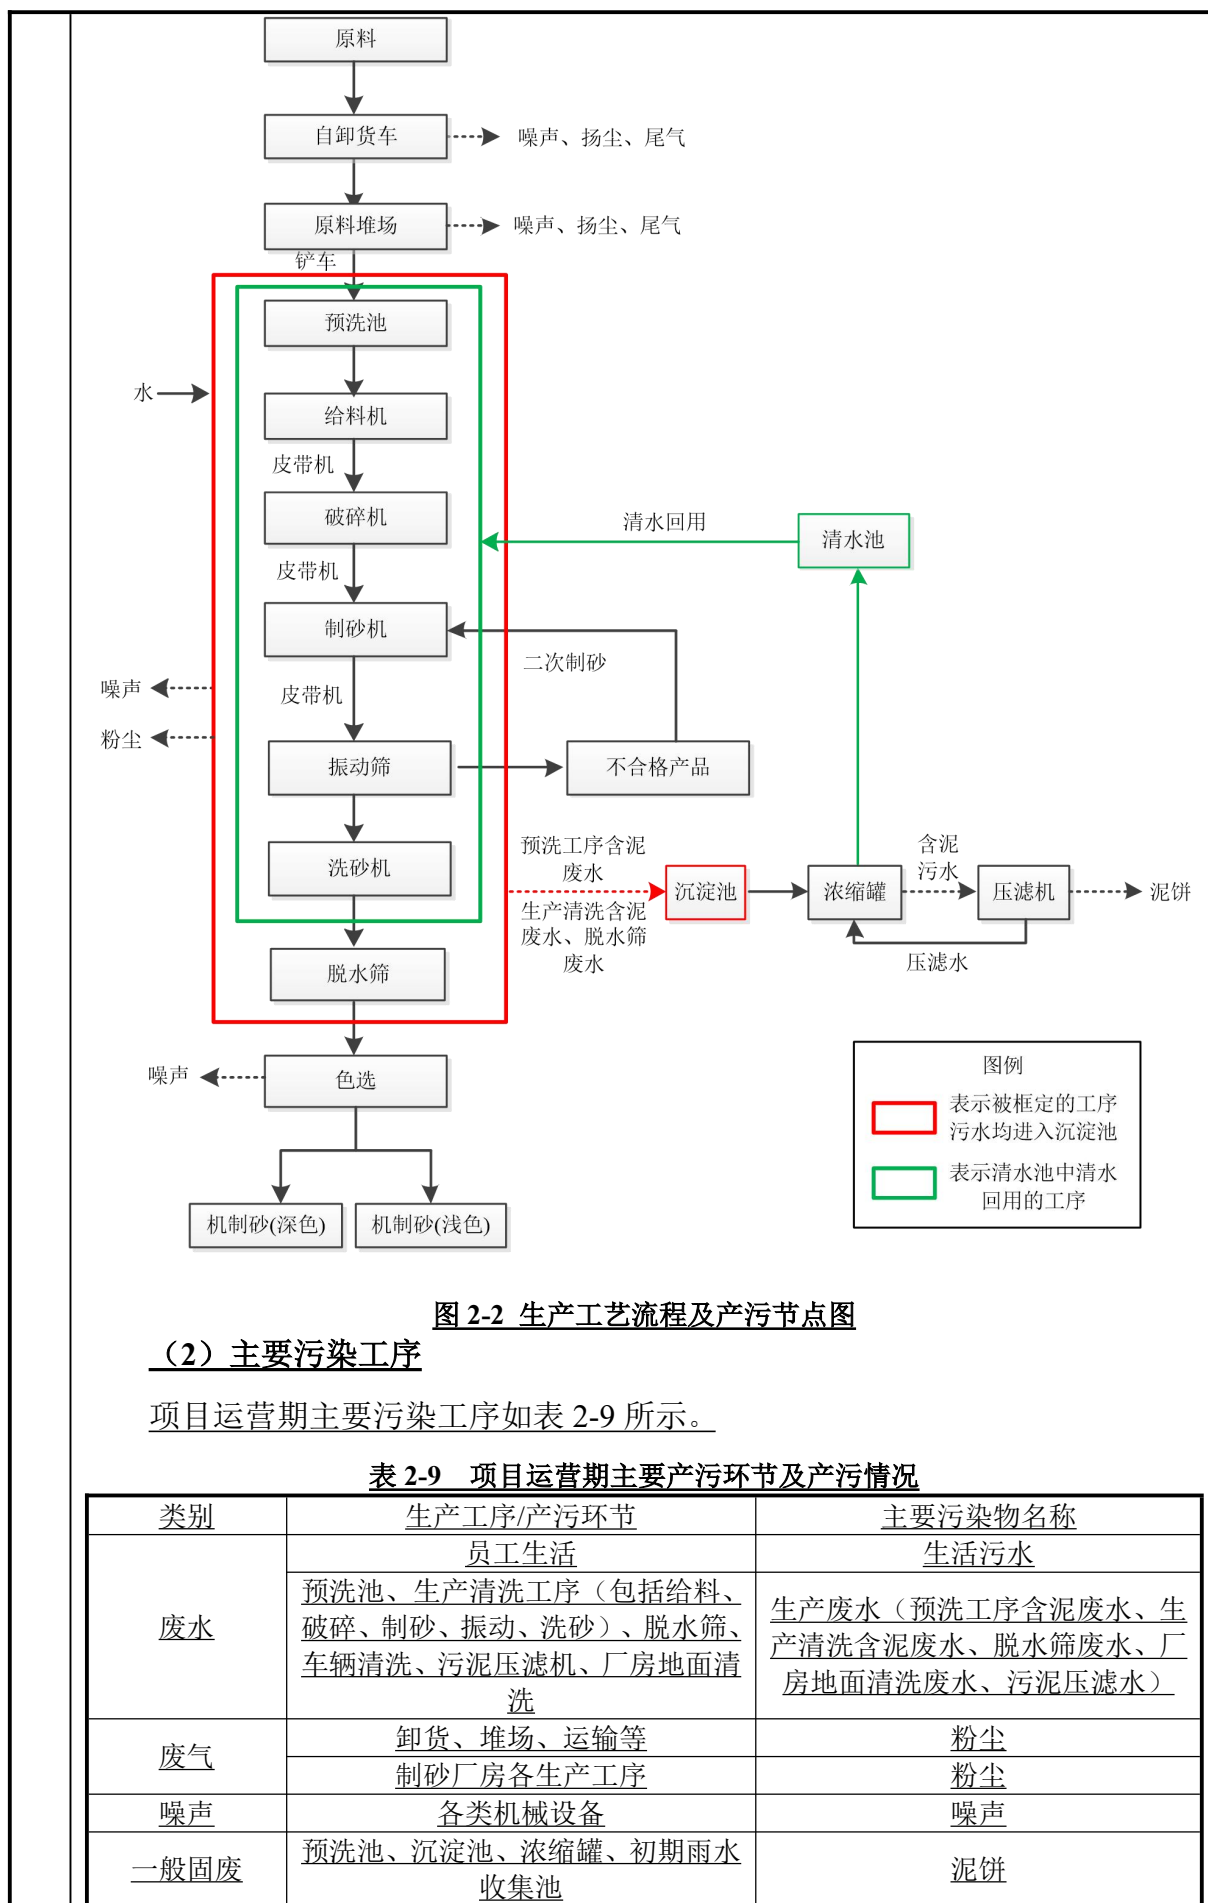 原料
自卸货车
噪声、扬尘、尾气
原料堆场
噪声、扬尘、尾气
铲车
预洗池
水
给料机
皮带机
破碎机
清水回用
清水池
皮带机
制砂机
二次制砂
噪声
皮带机
粉尘
振动筛
不合格产品
洗砂机
预洗工序含泥
废水
生产清洗含泥
废水、脱水筛
废水
沉淀池
浓缩罐
含泥
污水
压滤机
泥饼
压滤水
脱水筛
噪声
色选
机制砂(深色)
机制砂(浅色)
图例
表示被框定的工序
污水均进入沉淀池
表示清水池中清水
回用的工序
图 2-2 生产工艺流程及产污节点图
（2）主要污染工序
项目运营期主要污染工序如表 2-9 所示。
表 2-9 项目运营期主要产污环节及产污情况
类别 生产工序/产污环节 主要污染物名称
废水
员工生活 生活污水
预洗池、生产清洗工序（包括给料、
破碎、制砂、振动、洗砂）、脱水筛、
车辆清洗、污泥压滤机、厂房地面清
洗
生产废水（预洗工序含泥废水、生
产清洗含泥废水、脱水筛废水、厂
房地面清洗废水、污泥压滤水）
废气
卸货、堆场、运输等 粉尘
制砂厂房各生产工序 粉尘
噪声 各类机械设备 噪声
一般固废
预洗池、沉淀池、浓缩罐、初期雨水
收集池
泥饼